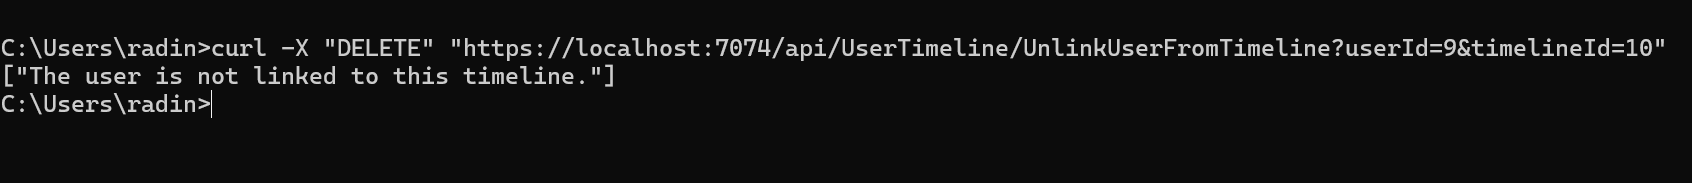 C:\Users\radin>curl -X "DELETE" "https://localhost:7074/api/UserTimeline/UnlinkUserFromTimeline?userId=9&timelineId=10"
["The user is not linked to this timeline."]
C:\Users\radin>